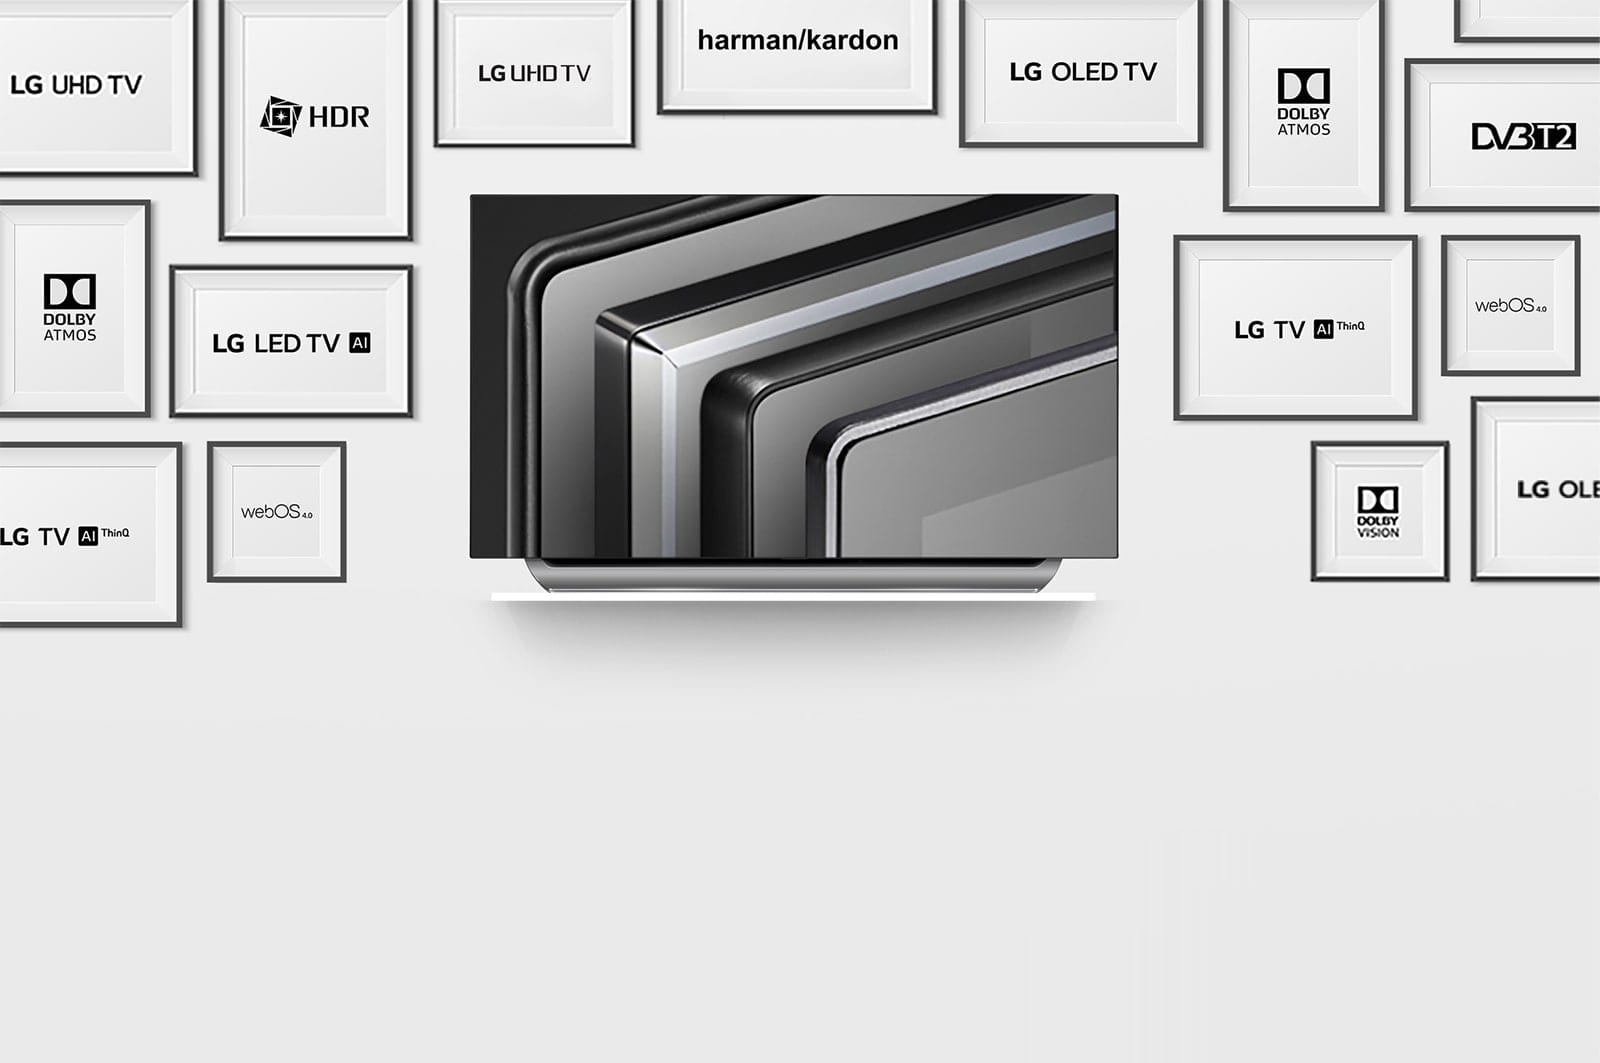 harman/kardon
LG UHD TV
HDR
LG UHD TV
LG OLED TV
DOLBY
ATMOS
DVB T2
DOLBY
ATMOS
LG LED TV AI
LG TV AI ThinQ
webOS 4.0
LG TV AI ThinQ
webOS 4.0
DOLBY
VISION
LG OLE